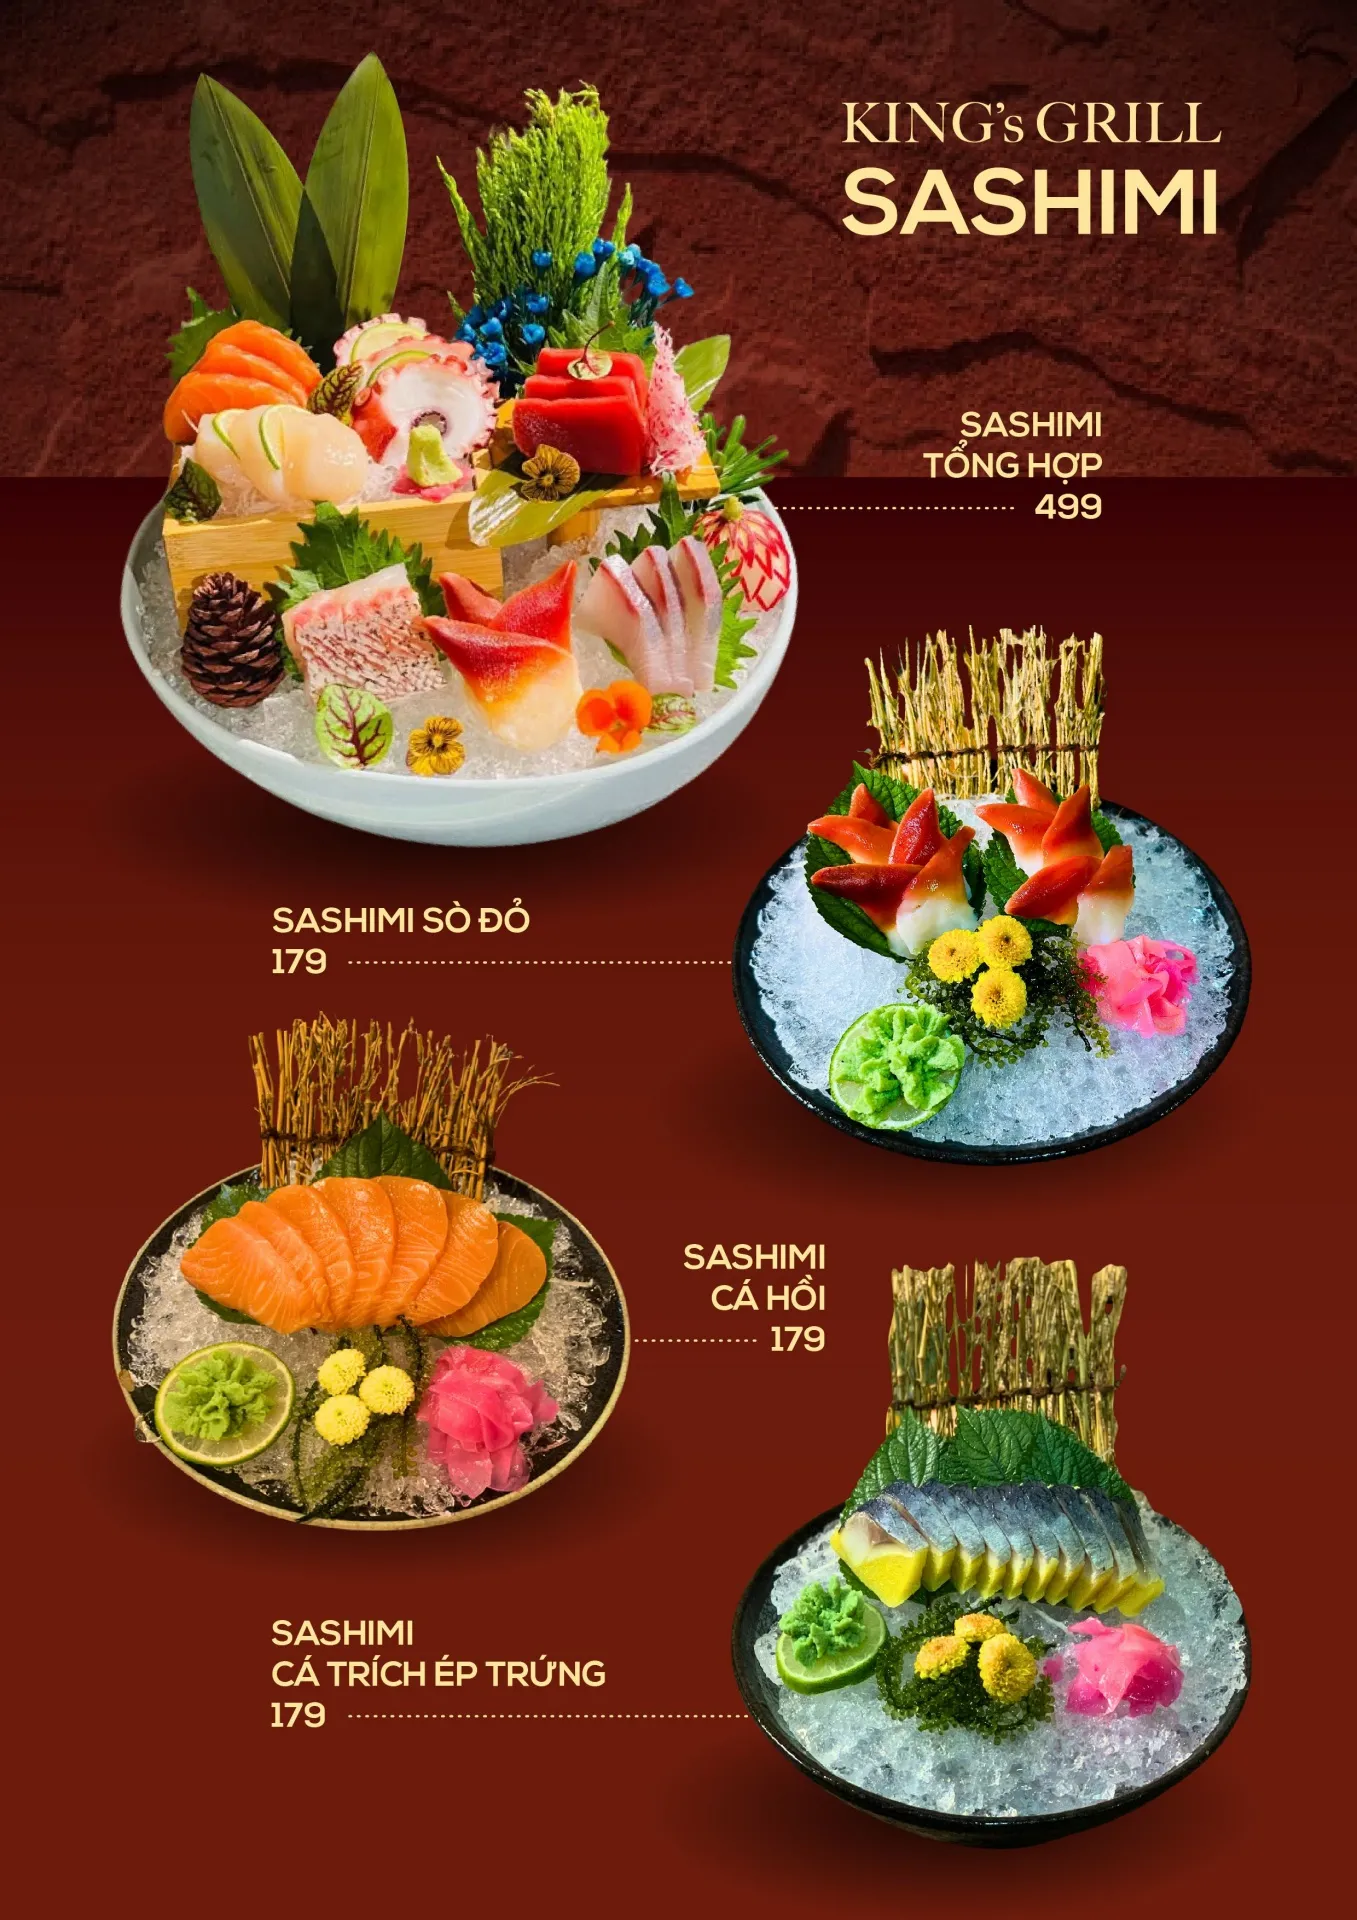 KING's GRILL
SASHIMI
SASHIMI
TỔNG HỢP
499
SASHIMI SÒ ĐỎ
179
SASHIMI
CÁ HỒI
179
SASHIMI
CÁ TRÍCH ÉP TRỨNG
179